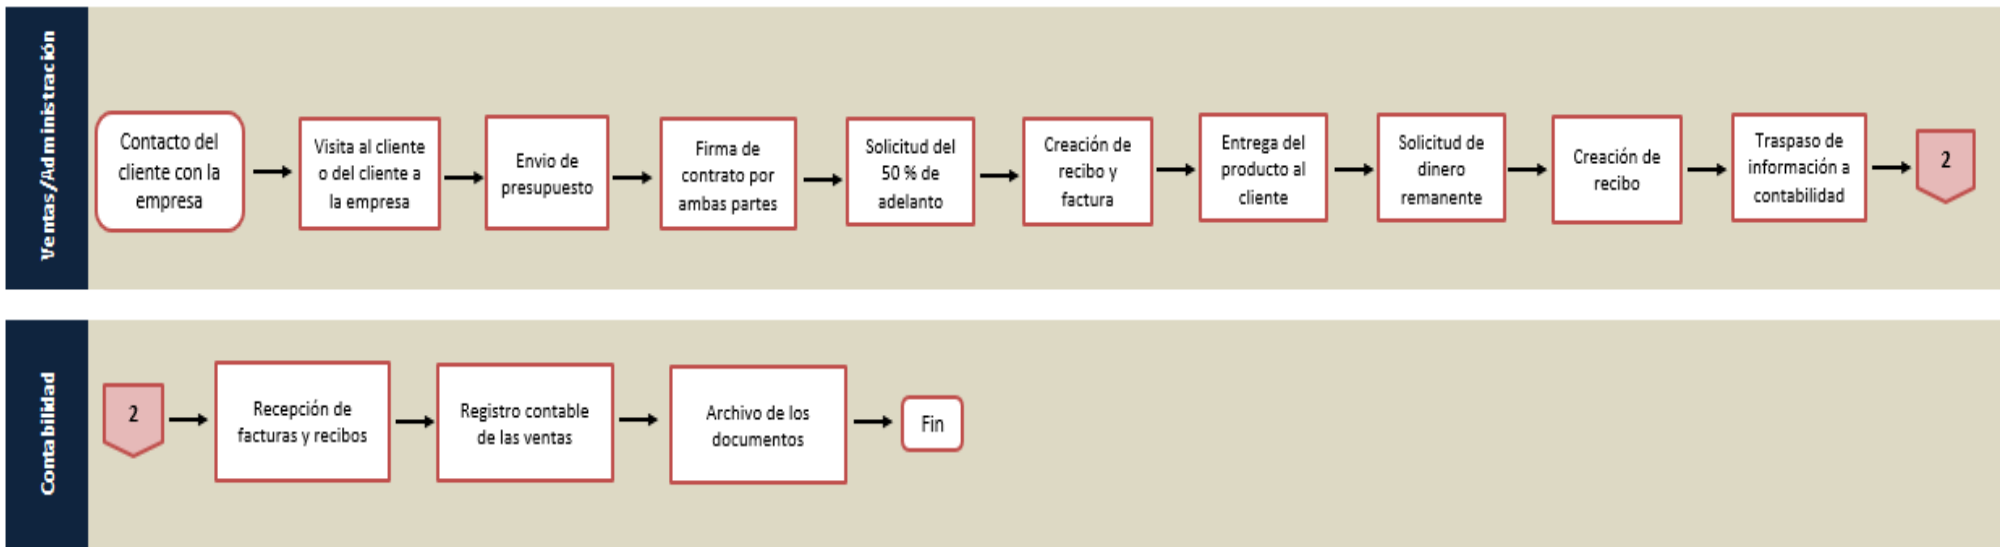 Ventas/Administración
Contacto del
cliente con la
empresa
Visita al cliente
o del cliente a
la empresa
Envio de
presupuesto
Firma de
contrato por
ambas partes
Solicitud del
50 % de
adelanto
Creación de
recibo y
factura
Entrega del
producto al
cliente
Solicitud de
dinero
remanente
Creación de
recibo
Traspaso de
información a
contabilidad
2
Contabilidad
2
Recepción de
facturas y recibos
Registro contable
de las ventas
Archivo de los
documentos
Fin